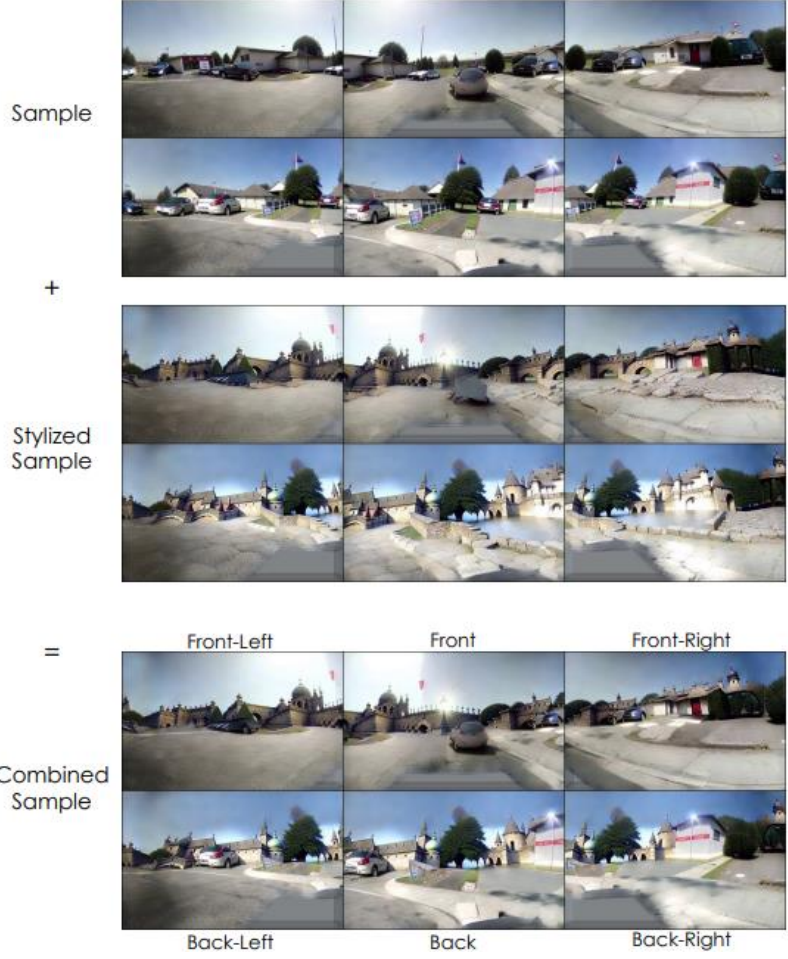 Sample
+
Stylized
Sample
=
Front-Left
Front
Front-Right
Combined
Sample
Back-Left
Back
Back-Right